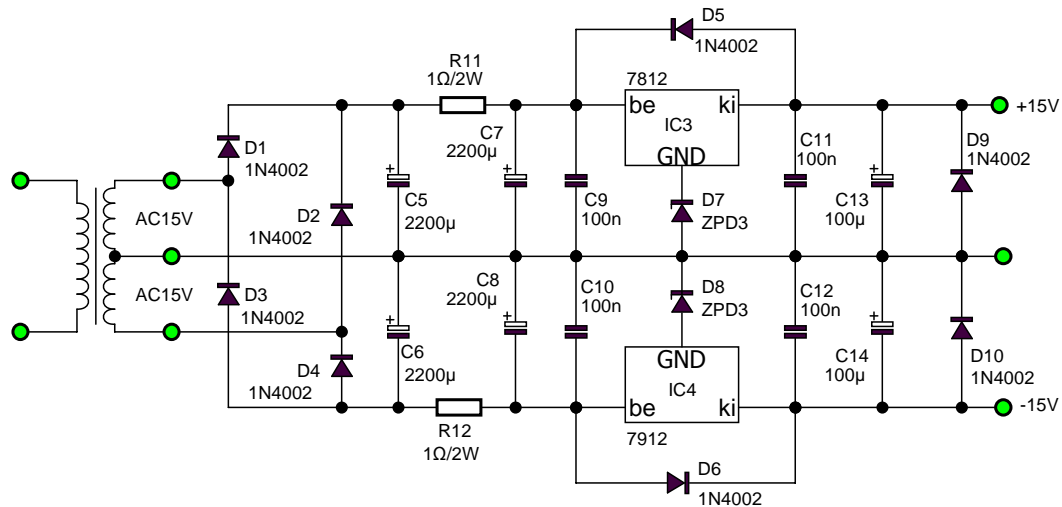 D5
1N4002
R11
1Ω/2W
7812
be
ki
IC3
GND
+15V
D1
1N4002
C7
2200µ
C11
100n
D9
1N4002
AC15V
D2
1N4002
C5
2200µ
C9
100n
D7
ZPD3
C13
100µ
AC15V
D3
1N4002
C8
2200µ
C10
100n
D8
ZPD3
C12
100n
D4
1N4002
C6
2200µ
GND
IC4
be
ki
C14
100µ
D10
1N4002
-15V
R12
1Ω/2W
7912
D6
1N4002
+
+
+
+
+
+